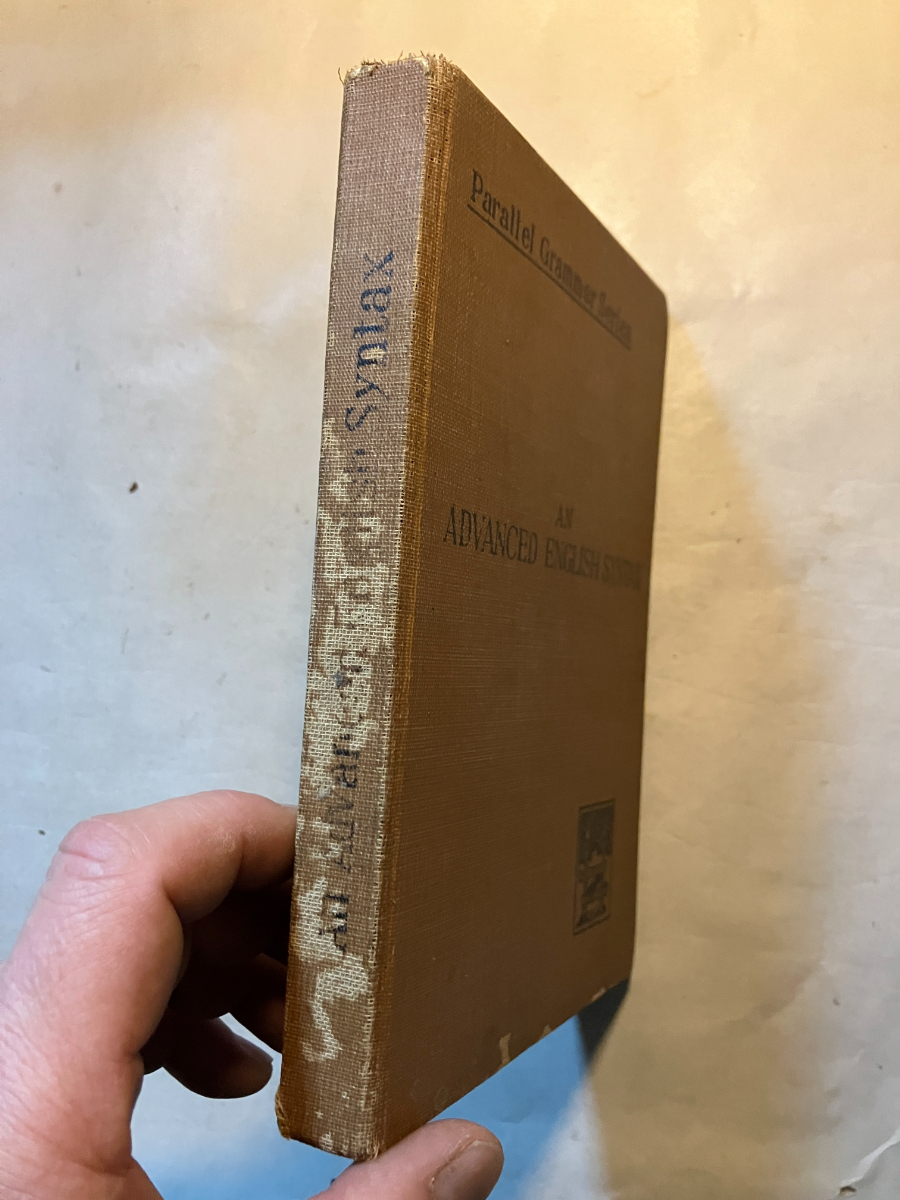 An Advanced English Syntax
Parallel Grammar Series
AN
ADVANCED ENGLISH SYNTAX